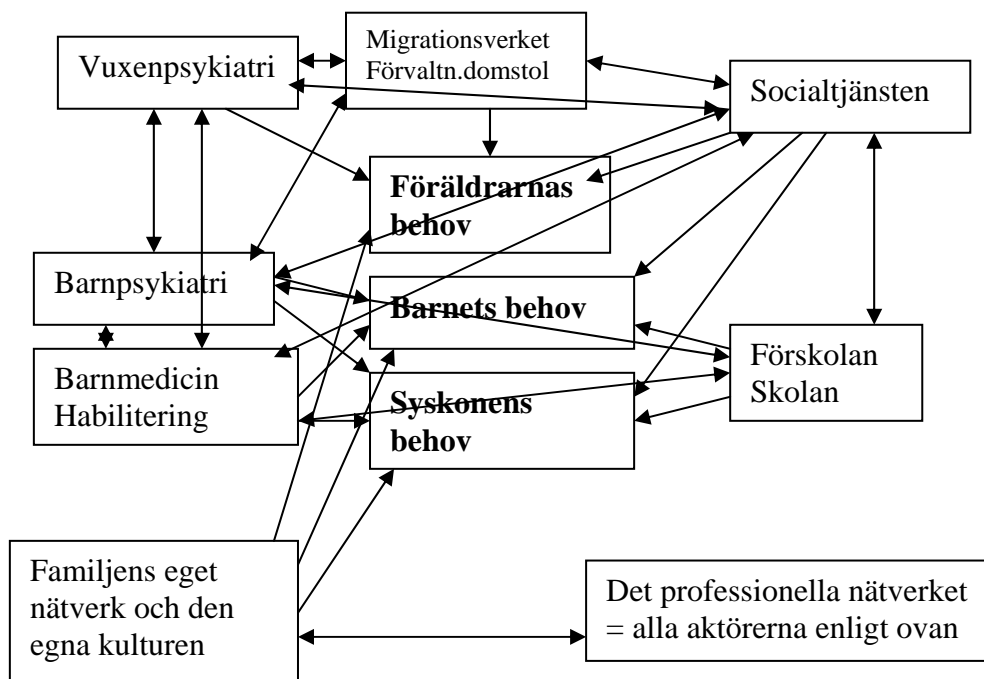 Vuxenpsykiatri
Migrationsverket
Förvaltn.domstol
Socialtjänsten
Föräldrarnas
behov
Barnpsykiatri
Barnets behov
Förskolan
Skolan
Barnmedicin
Habilitering
Syskonens
behov
Familjens eget
nätverk och den
egna kulturen
Det professionella nätverket
= alla aktörerna enligt ovan